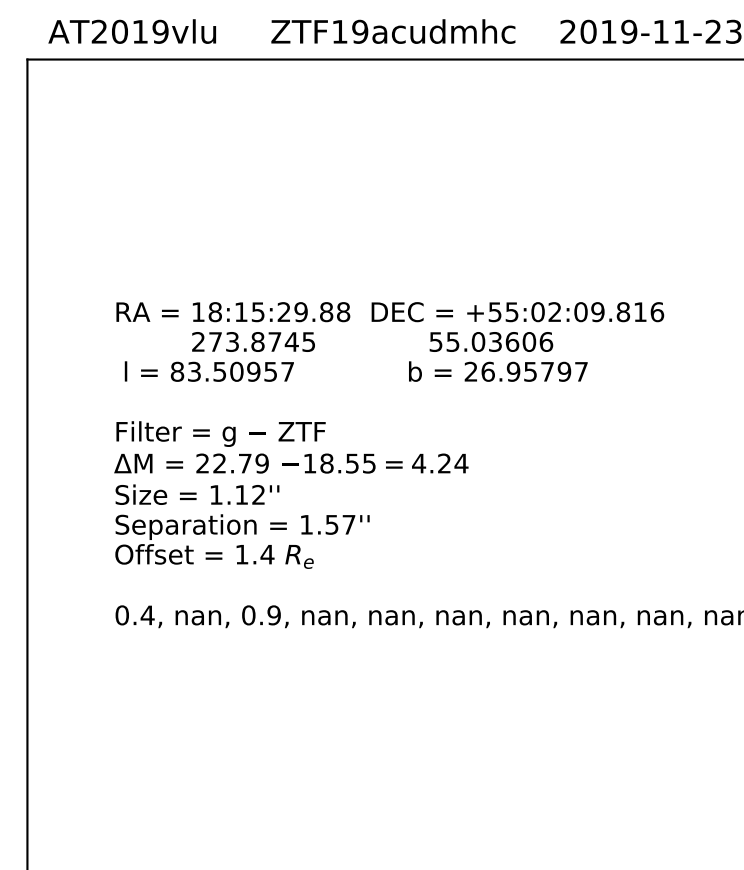 AT2019vlu ZTF19acudmhc 2019-11-23
RA = 18:15:29.88 DEC = +55:02:09.816
273.8745 55.03606
l = 83.50957 b = 26.95797
Filter = g − ZTF
ΔM = 22.79 −18.55 = 4.24
Size = 1.12''
Separation = 1.57''
Offset = 1.4 Rₑ
0.4, nan, 0.9, nan, nan, nan, nan, nan, nan,